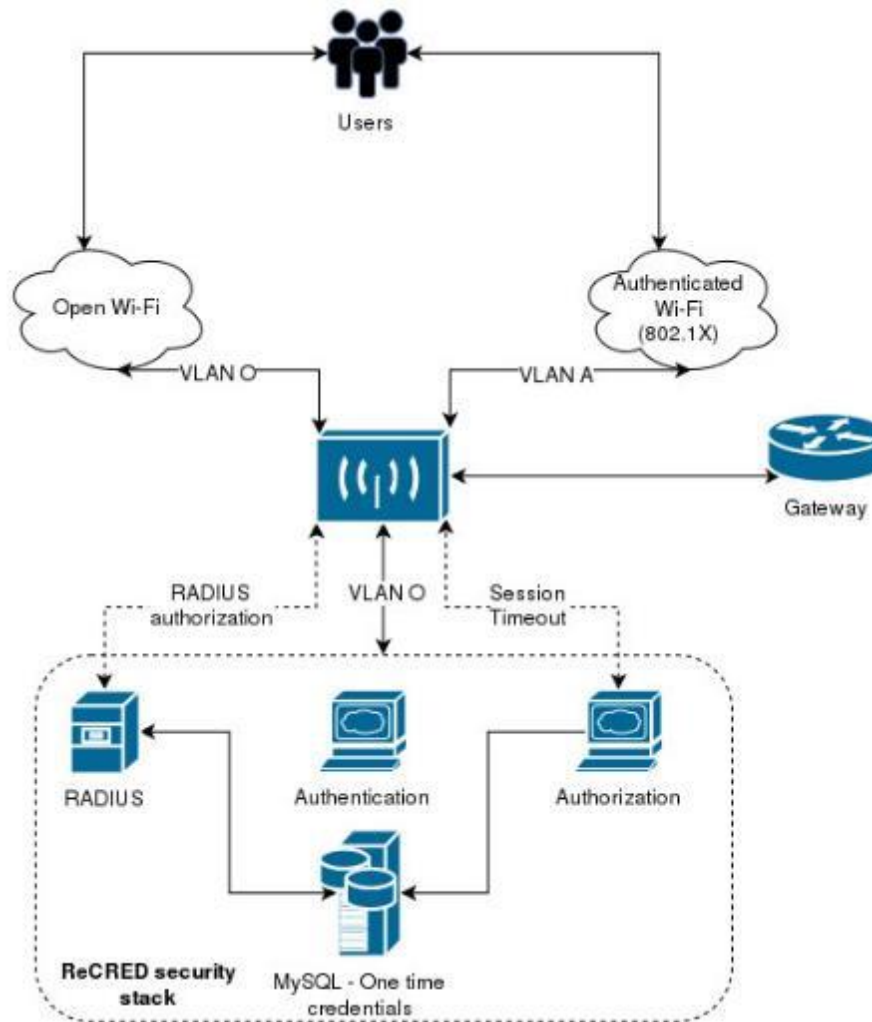 Users
Open Wi-Fi
Authenticated
Wi-Fi
(802.1X)
VLAN O
VLAN A
Gateway
RADIUS
authorization
VLAN O
Session
Timeout
RADIUS
Authentication
Authorization
ReCRED security
stack
MySQL - One time
credentials